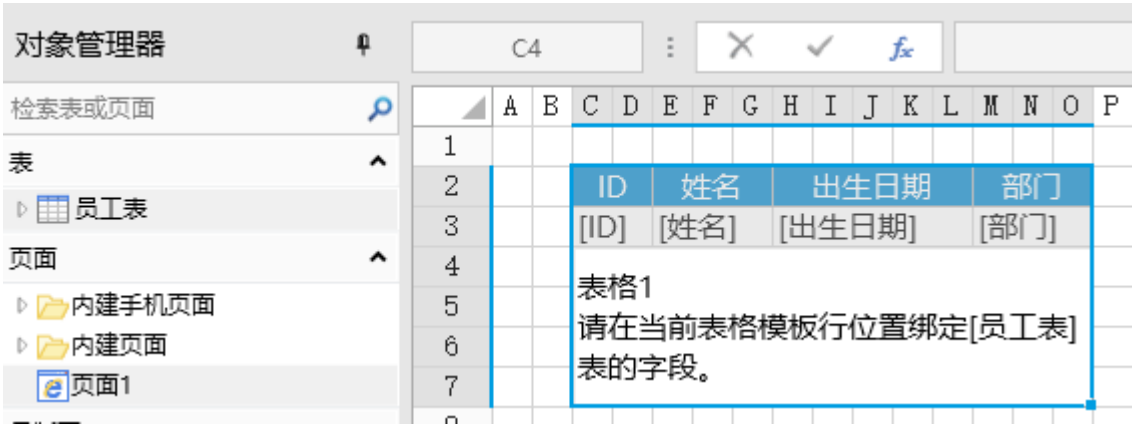 对象管理器
C4
fx
检索表或页面
A B C D E F G H I J K L M N O P
表
1
员工表
2 ID 姓名 出生日期 部门
3 [ID] [姓名] [出生日期] [部门]
页面
4
内建手机页面
5 表格1
内建页面
6 请在当前表格模板行位置绑定[员工表]
页面1
7 表的字段。